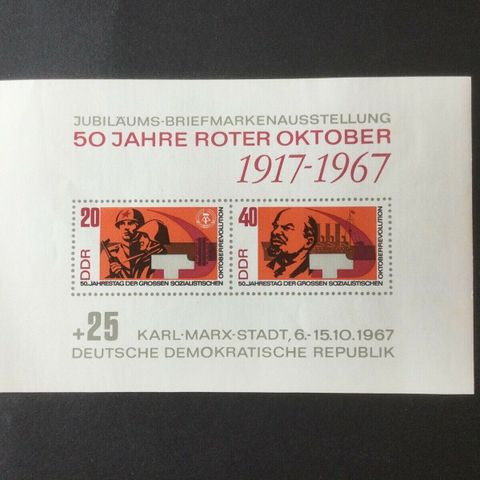 JUBILÄUMS-BRIEFMARKENAUSSTELLUNG
50 JAHRE ROTER OKTOBER
1917-1967
20
DDR
50. JAHRESTAG DER GROSSEN SOZIALISTISCHEN
OKTOBERREVOLUTION
40
DDR
50. JAHRESTAG DER GROSSEN SOZIALISTISCHEN
OKTOBERREVOLUTION
+25 KARL-MARX-STADT, 6.-15.10.1967
DEUTSCHE DEMOKRATISCHE REPUBLIK